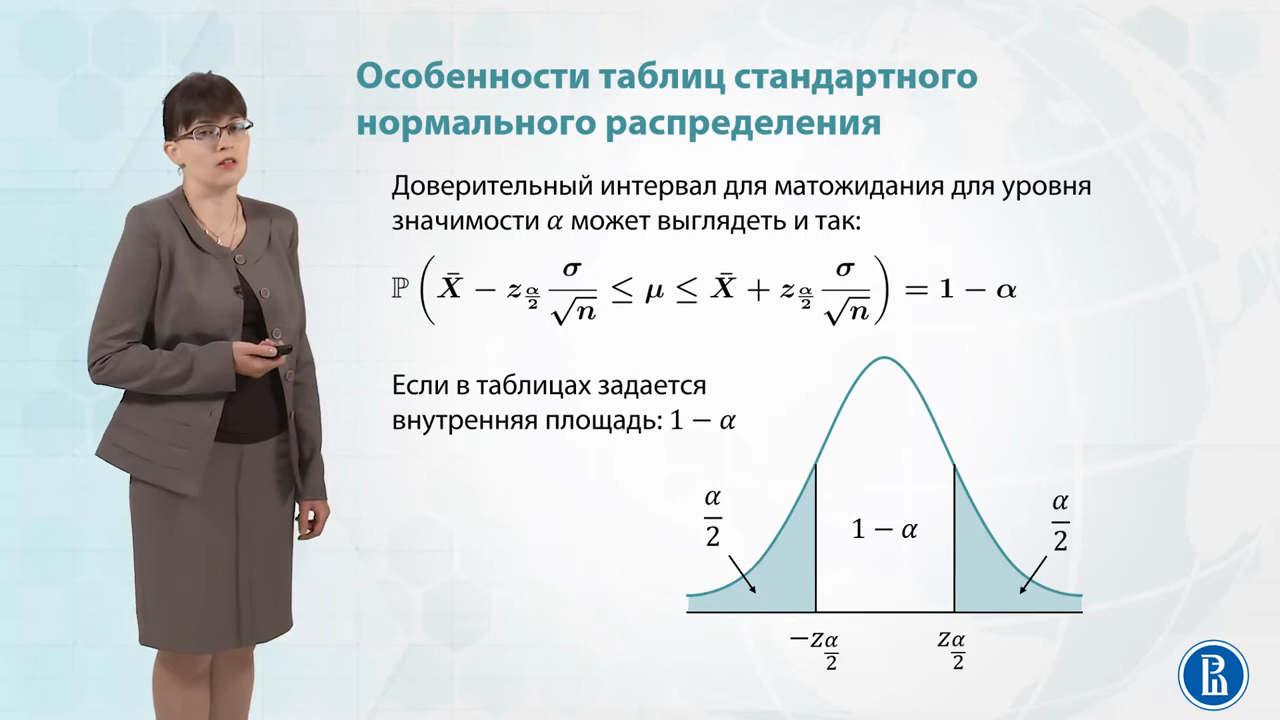 Особенности таблиц стандартного
нормального распределения
Доверительный интервал для матожидания для уровня
значимости α может выглядеть и так:
ℙ(X̄ − z_{α/2} σ/√n ≤ μ ≤ X̄ + z_{α/2} σ/√n) = 1 − α
Если в таблицах задается
внутренняя площадь: 1 − α
α/2
1 − α
α/2
−z_{α/2}
z_{α/2}